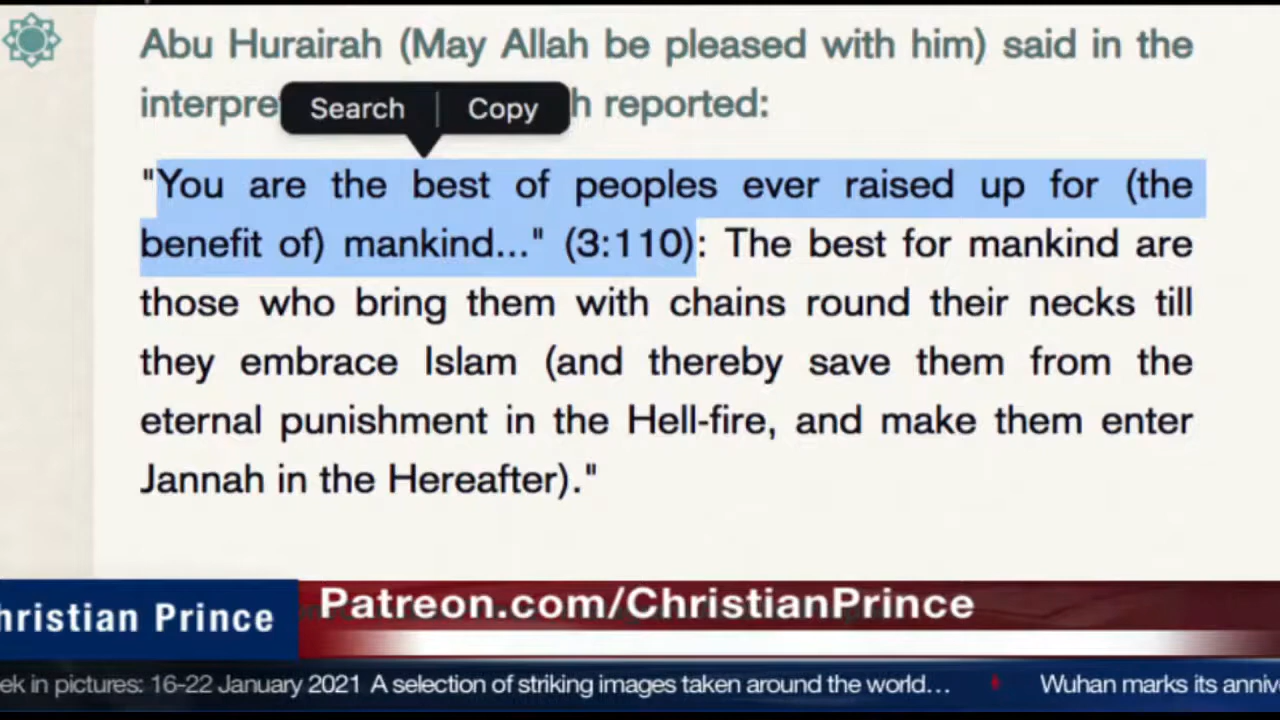 Abu Hurairah (May Allah be pleased with him) said in the
interpre
Search | Copy
h reported:
"You are the best of peoples ever raised up for (the
benefit of) mankind..." (3:110): The best for mankind are
those who bring them with chains round their necks till
they embrace Islam (and thereby save them from the
eternal punishment in the Hell-fire, and make them enter
Jannah in the Hereafter)."
hristian Prince
Patreon.com/ChristianPrince
ek in pictures: 16-22 January 2021 A selection of striking images taken around the world...
Wuhan marks its annive